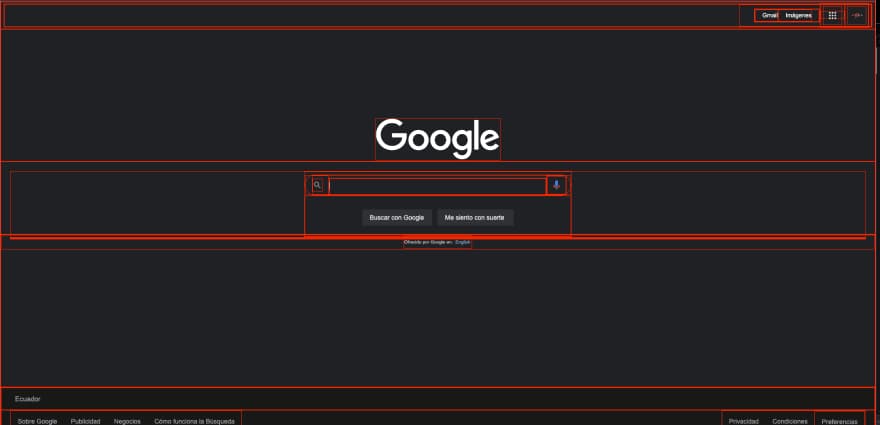 Gmail Imágenes
Google
Buscar con Google Me siento con suerte
Ofrecido por Google en: English
Ecuador
Sobre Google Publicidad Negocios Cómo funciona la Búsqueda Privacidad Condiciones Preferencias